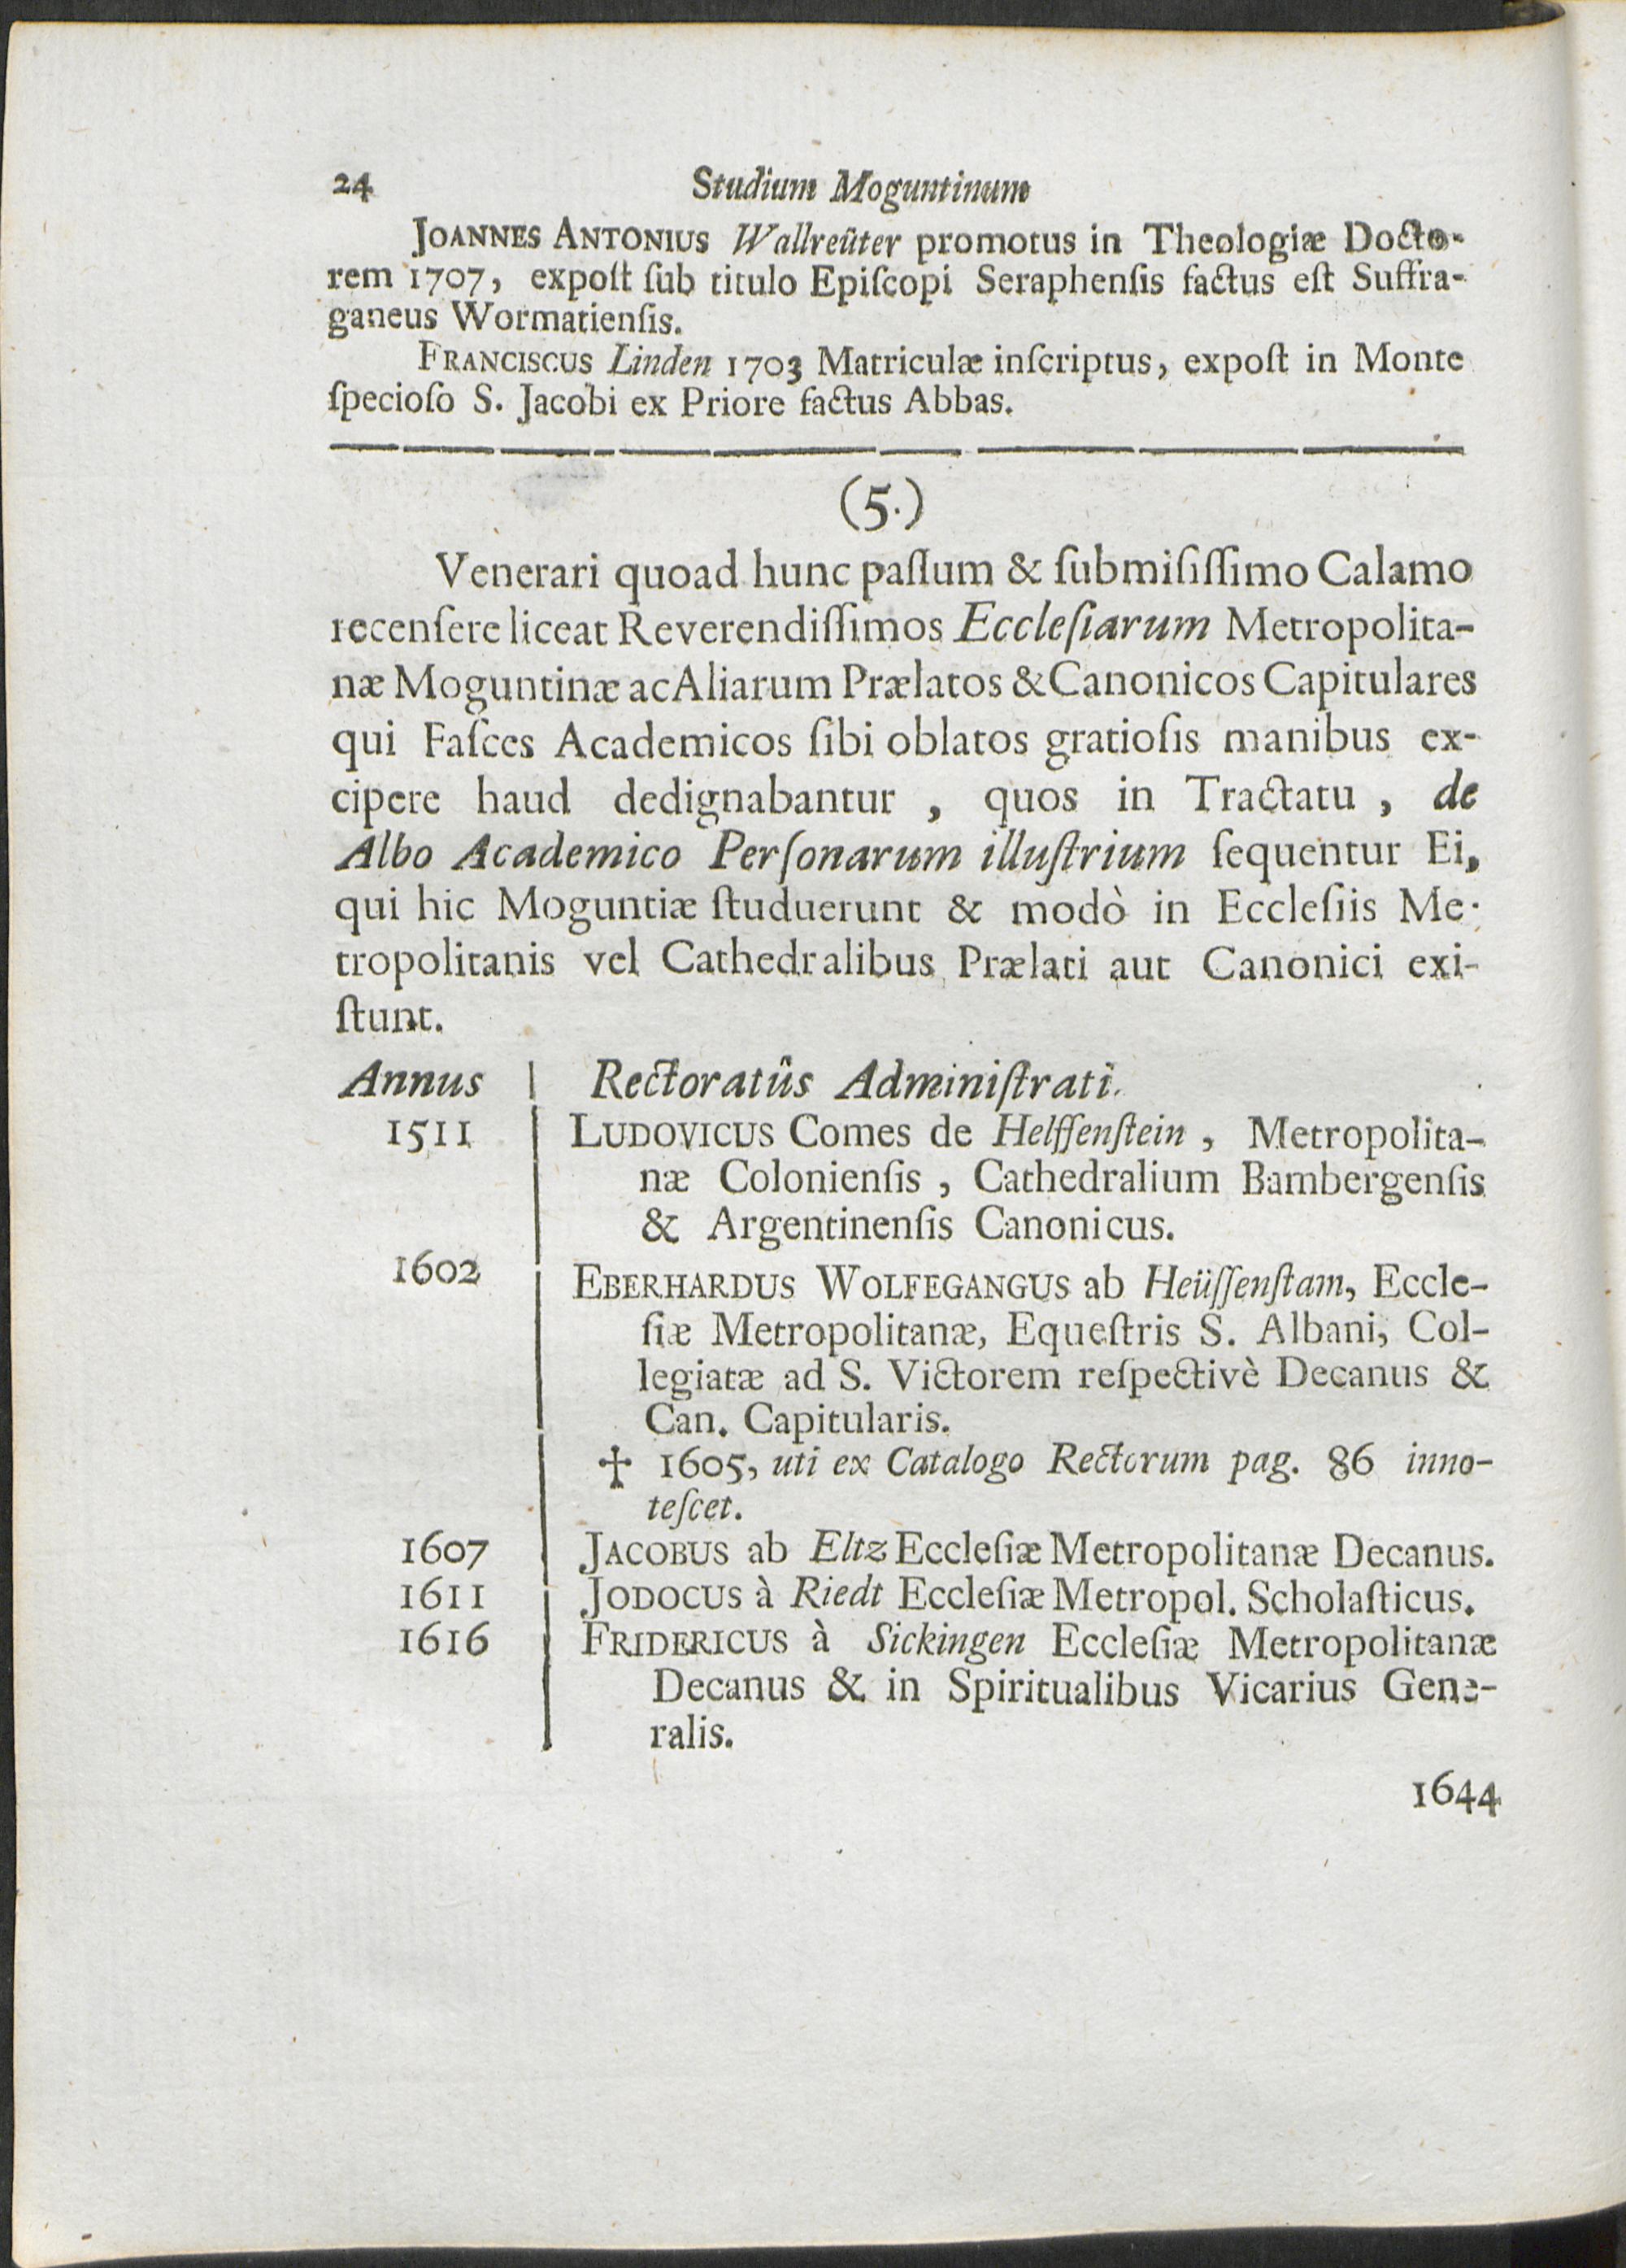 24 Studium Moguntinum
JOANNES ANTONIUS Wallreûter promotus in Theologiæ Docto-
rem 1707, expoſt ſub titulo Epiſcopi Seraphenſis factus eſt Suffra-
ganeus Wormatienſis.
FRANCISCUS Linden 1703 Matriculæ inſcriptus, expoſt in Monte
ſpecioſo S. Jacobi ex Priore factus Abbas.
(5.)
Venerari quoad hunc paſſum & ſubmiſiſſimo Calamo
recenſere liceat Reverendiſſimos Eccleſiarum Metropolita-
næ Moguntinæ ac Aliarum Prælatos & Canonicos Capitulares
qui Faſces Academicos ſibi oblatos gratioſis manibus ex-
cipere haud dedignabantur , quos in Tractatu , de
Albo Academico Perſonarum illuſtrium ſequentur Ei,
qui hic Moguntiæ ſtuduerunt & modò in Eccleſiis Me-
tropolitanis vel Cathedralibus Prælati aut Canonici exi-
ſtunt.
Annus | Rectoratûs Adminiſtrati.
1511 | LUDOVICUS Comes de Helffenſtein , Metropolita-
næ Colonienſis , Cathedralium Bambergenſis
& Argentinenſis Canonicus.
1602 | EBERHARDUS WOLFEGANGUS ab Heüſſenſtam, Eccle-
ſiæ Metropolitanæ, Equeſtris S. Albani, Col-
legiatæ ad S. Victorem reſpectivè Decanus &
Can. Capitularis.
✝ 1605, uti ex Catalogo Rectorum pag. 86 inno-
teſcet.
1607 | JACOBUS ab Eltz Eccleſiæ Metropolitanæ Decanus.
1611 | JODOCUS à Riedt Eccleſiæ Metropol. Scholaſticus.
1616 | FRIDERICUS à Sickingen Eccleſiæ Metropolitanæ
Decanus & in Spiritualibus Vicarius Gene-
ralis.
1644